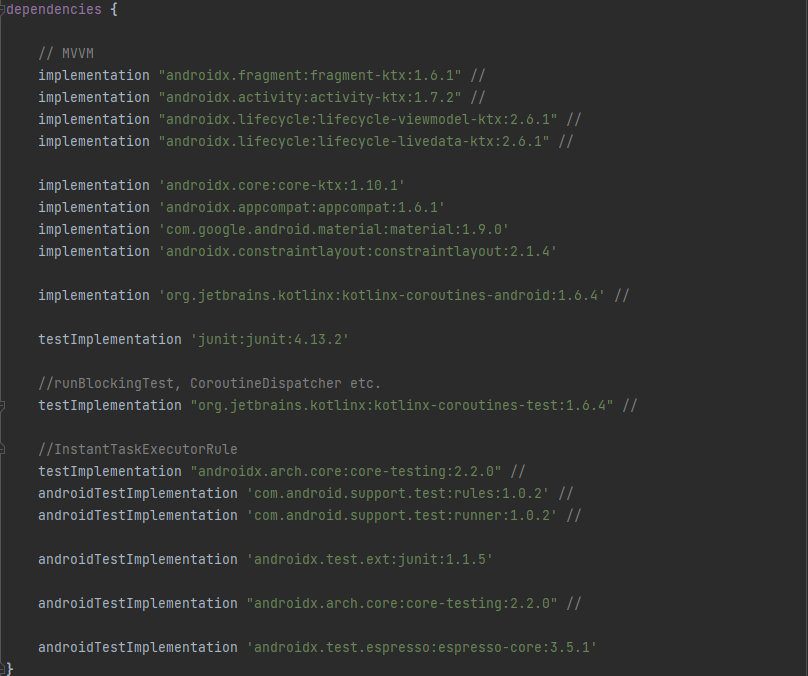 dependencies {
// MVVM
implementation "androidx.fragment:fragment-ktx:1.6.1" //
implementation "androidx.activity:activity-ktx:1.7.2" //
implementation "androidx.lifecycle:lifecycle-viewmodel-ktx:2.6.1" //
implementation "androidx.lifecycle:lifecycle-livedata-ktx:2.6.1" //
implementation 'androidx.core:core-ktx:1.10.1'
implementation 'androidx.appcompat:appcompat:1.6.1'
implementation 'com.google.android.material:material:1.9.0'
implementation 'androidx.constraintlayout:constraintlayout:2.1.4'
implementation 'org.jetbrains.kotlinx:kotlinx-coroutines-android:1.6.4' //
testImplementation 'junit:junit:4.13.2'
//runBlockingTest, CoroutineDispatcher etc.
testImplementation "org.jetbrains.kotlinx:kotlinx-coroutines-test:1.6.4" //
//InstantTaskExecutorRule
testImplementation "androidx.arch.core:core-testing:2.2.0" //
androidTestImplementation 'com.android.support.test:rules:1.0.2' //
androidTestImplementation 'com.android.support.test:runner:1.0.2' //
androidTestImplementation 'androidx.test.ext:junit:1.1.5'
androidTestImplementation "androidx.arch.core:core-testing:2.2.0" //
androidTestImplementation 'androidx.test.espresso:espresso-core:3.5.1'
}